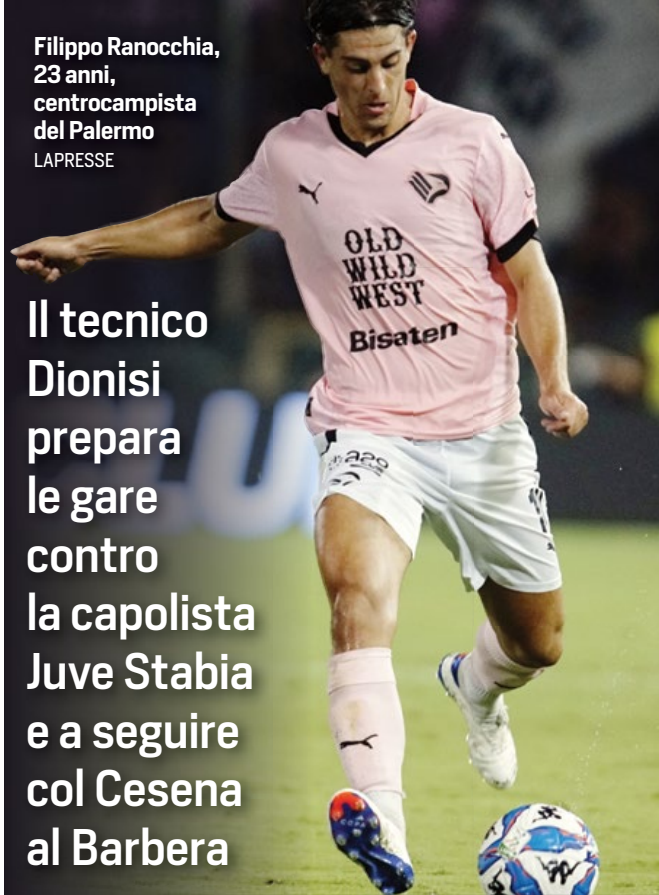 Filippo Ranocchia,
23 anni,
centrocampista
del Palermo
LAPRESSE
Il tecnico
Dionisi
prepara
le gare
contro
la capolista
Juve Stabia
e a seguire
col Cesena
al Barbera
OLD
WILD
WEST
Bisaten